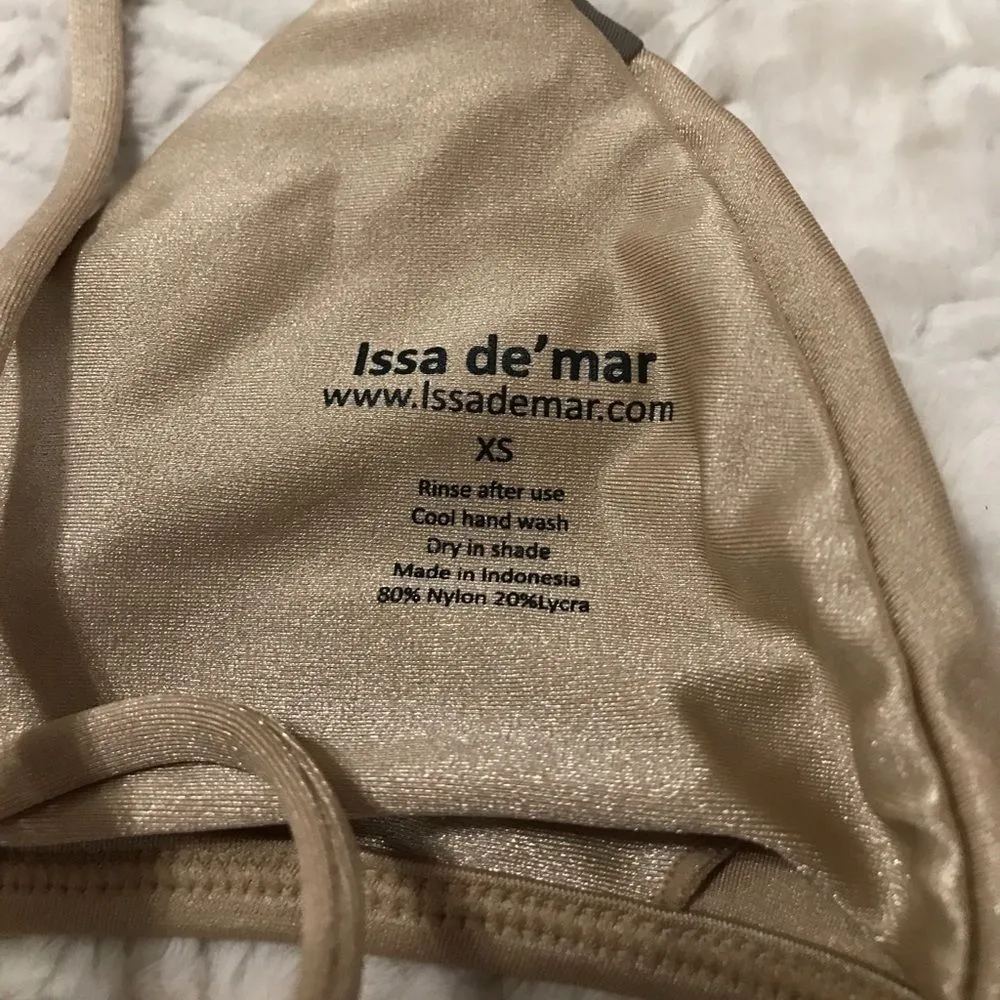 Issa de'mar
www.Issademar.com
XS
Rinse after use
Cool hand wash
Dry in shade
Made in Indonesia
80% Nylon 20%Lycra